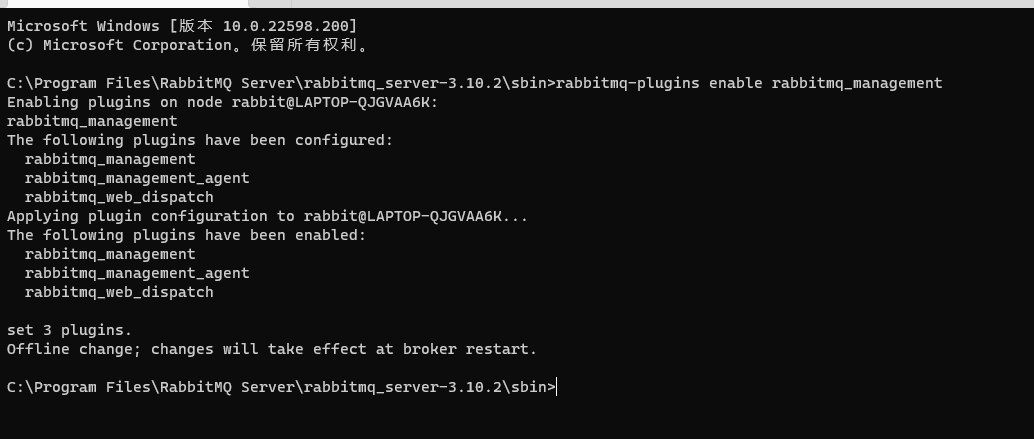 Microsoft Windows [版本 10.0.22598.200]
(c) Microsoft Corporation。保留所有权利。
C:\Program Files\RabbitMQ Server\rabbitmq_server-3.10.2\sbin>rabbitmq-plugins enable rabbitmq_management
Enabling plugins on node rabbit@LAPTOP-QJGVAA6K:
rabbitmq_management
The following plugins have been configured:
  rabbitmq_management
  rabbitmq_management_agent
  rabbitmq_web_dispatch
Applying plugin configuration to rabbit@LAPTOP-QJGVAA6K...
The following plugins have been enabled:
  rabbitmq_management
  rabbitmq_management_agent
  rabbitmq_web_dispatch
set 3 plugins.
Offline change; changes will take effect at broker restart.
C:\Program Files\RabbitMQ Server\rabbitmq_server-3.10.2\sbin>